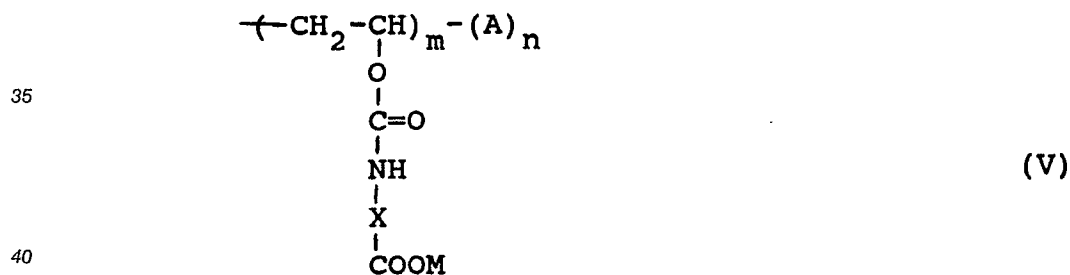 (CH2-CH)m-(A)n
O
35
C=O
NH
(V)
X
40
COOM